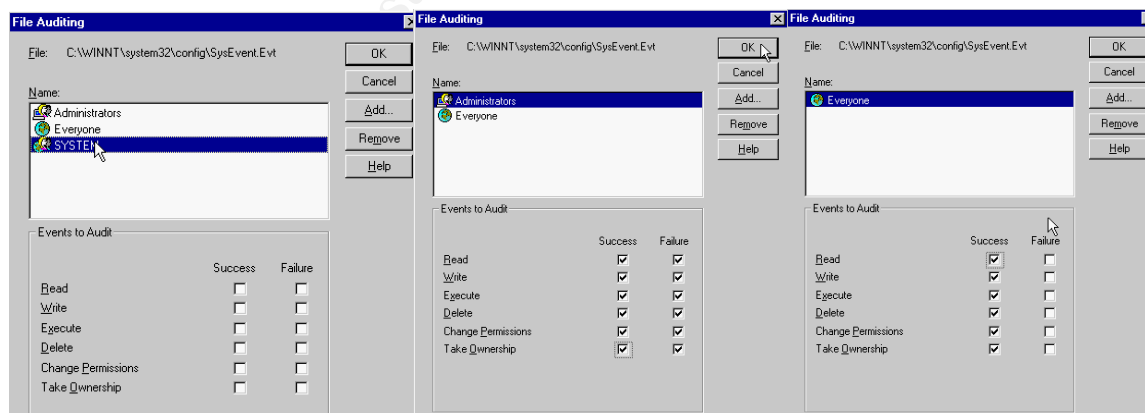 File Auditing
File: C:\WINNT\system32\config\SysEvent.Evt
OK
Cancel
Name:
Add...
Administrators
Everyone
SYSTEM
Remove
Help
Events to Audit
Success Failure
Read
Write
Execute
Delete
Change Permissions
Take Ownership
File Auditing
File: C:\WINNT\system32\config\SysEvent.Evt
OK
Cancel
Name:
Add...
Administrators
Everyone
Remove
Help
Events to Audit
Success Failure
Read
Write
Execute
Delete
Change Permissions
Take Ownership
File Auditing
File: C:\WINNT\system32\config\SysEvent.Evt
OK
Cancel
Name:
Add...
Everyone
Remove
Help
Events to Audit
Success Failure
Read
Write
Execute
Delete
Change Permissions
Take Ownership